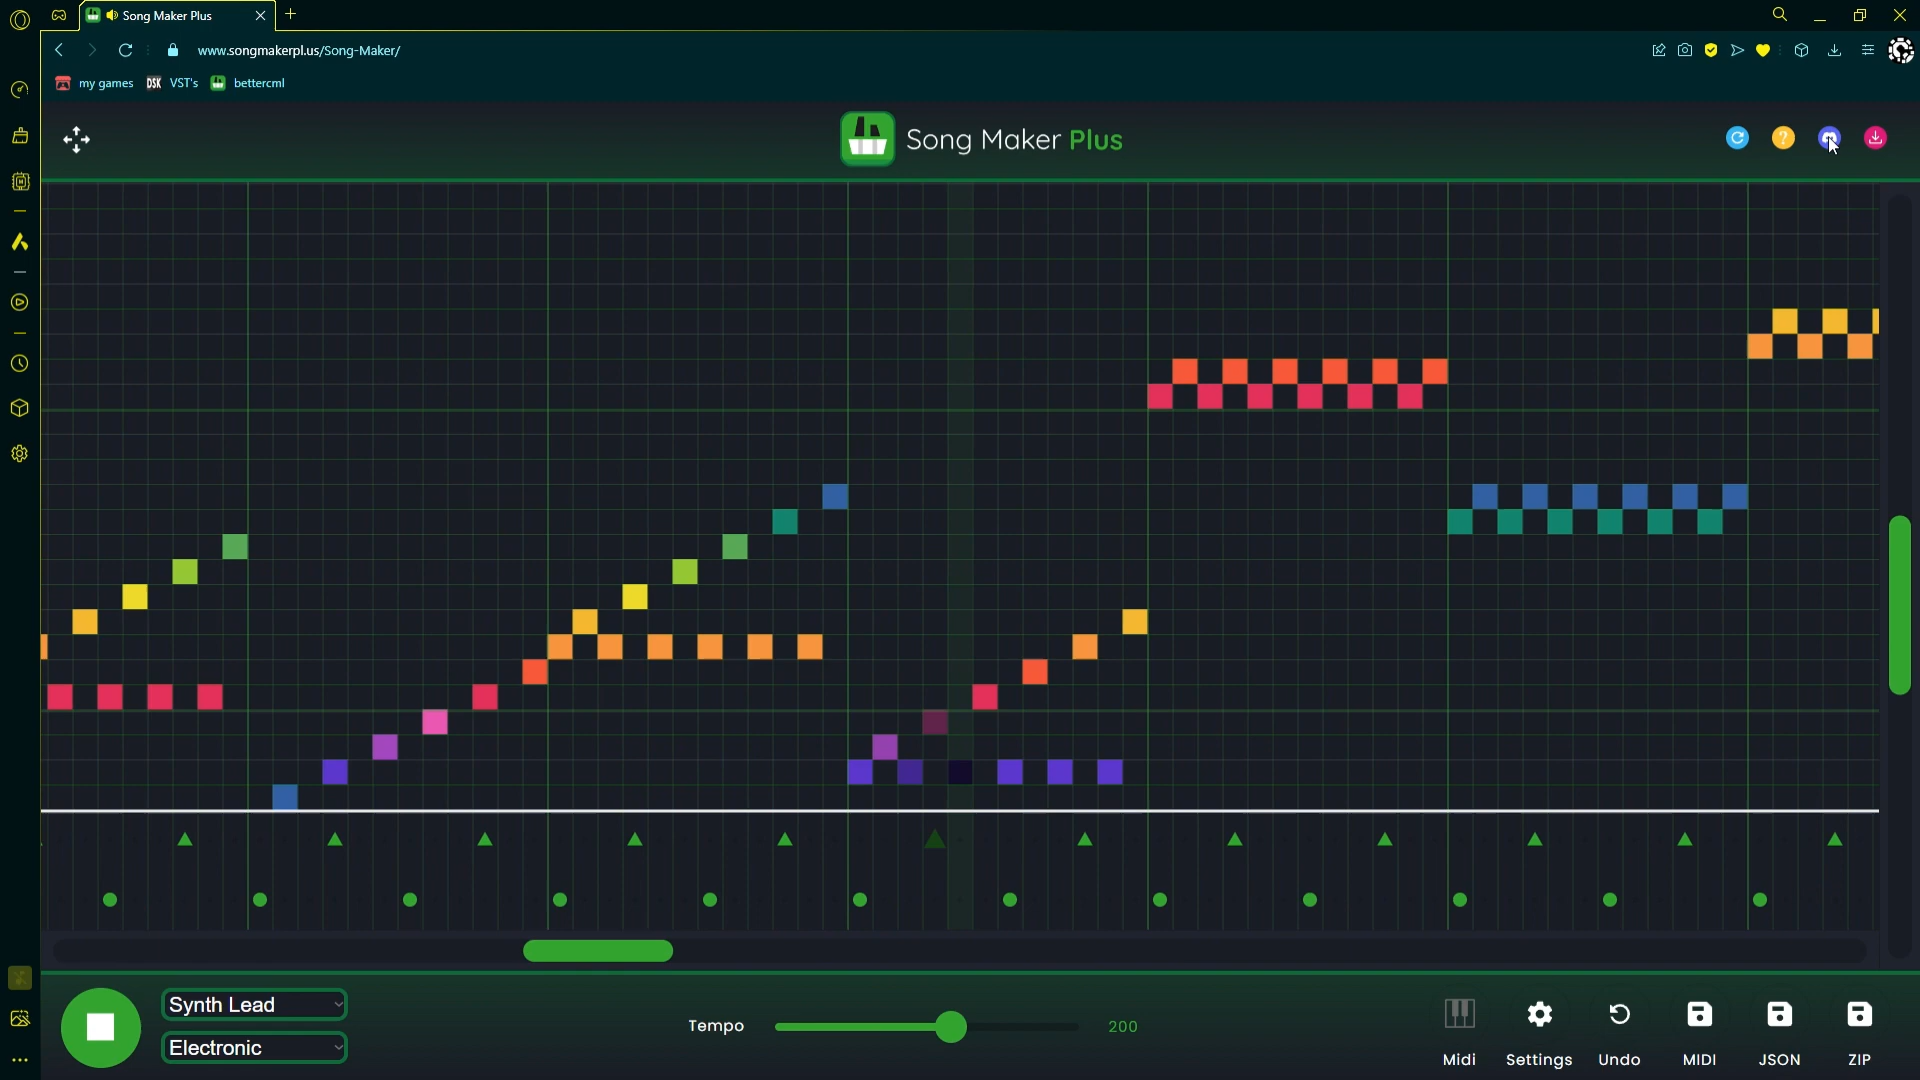 Song Maker Plus
www.songmakerpl.us/Song-Maker/
my games DSK VST's bettercml
Song Maker Plus
?
Synth Lead
Electronic
Tempo 200
Midi Settings Undo MIDI JSON ZIP